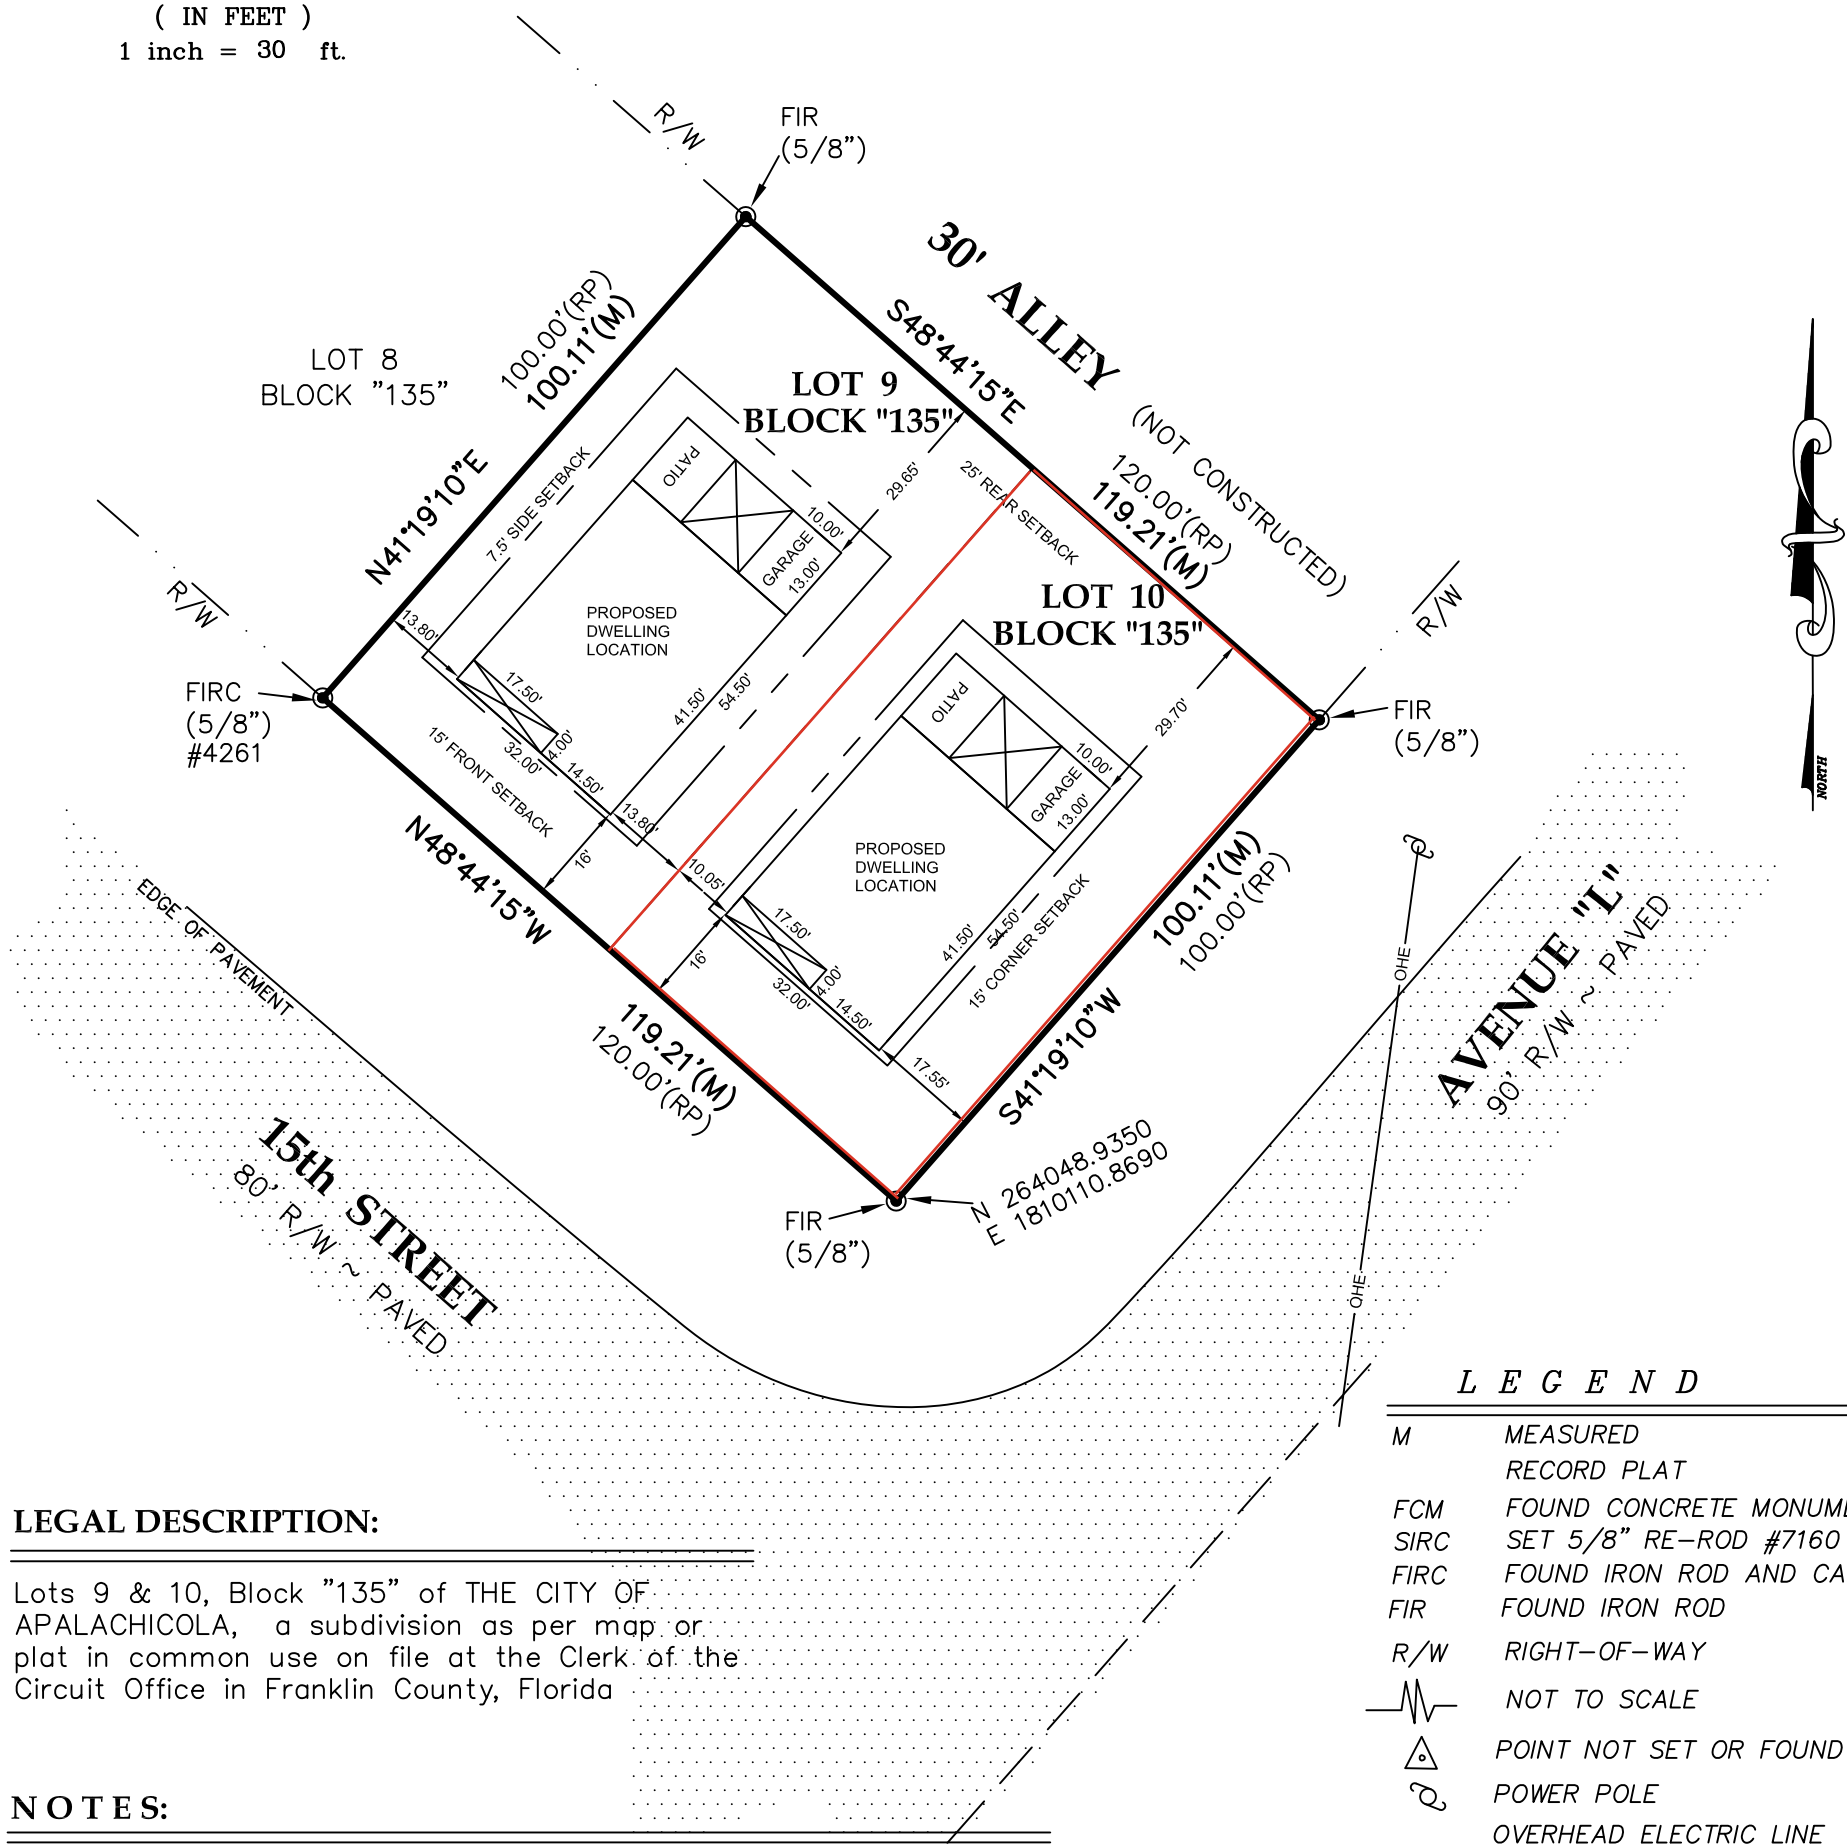 ( IN FEET )
1 inch = 30 ft.
R/W
FIR
(5/8")
30' ALLEY
(NOT CONSTRUCTED)
S48°44'15"E
120.00'(RP)
119.21'(M)
100.00'(RP)
100.11'(M)
N41°19'10"E
LOT 8
BLOCK "135"
LOT 9
BLOCK "135"
7.5' SIDE SETBACK
PATIO
10.00'
GARAGE
13.00'
29.65'
25' REAR SETBACK
PROPOSED
DWELLING
LOCATION
13.80'
17.50'
4.00'
32.00'
14.50'
41.50'
54.50'
13.80'
15' FRONT SETBACK
16'
LOT 10
BLOCK "135"
PATIO
10.00'
GARAGE
13.00'
29.70'
PROPOSED
DWELLING
LOCATION
10.05'
17.50'
4.00'
32.00'
14.50'
41.50'
54.50'
15' CORNER SETBACK
16'
17.55'
R/W
FIRC
(5/8")
#4261
R/W
FIR
(5/8")
NORTH
N48°44'15"W
119.21'(M)
120.00'(RP)
100.11'(M)
100.00'(RP)
S41°19'10"W
N 264048.9350
E 1810110.8690
FIR
(5/8")
EDGE OF PAVEMENT
15th STREET
80' R/W ~ PAVED
AVENUE "L"
90' R/W ~ PAVED
OHE
OHE
LEGEND
M MEASURED
RECORD PLAT
FCM FOUND CONCRETE MONUM
SIRC SET 5/8" RE-ROD #7160
FIRC FOUND IRON ROD AND CA
FIR FOUND IRON ROD
R/W RIGHT-OF-WAY
NOT TO SCALE
POINT NOT SET OR FOUND
POWER POLE
OVERHEAD ELECTRIC LINE
LEGAL DESCRIPTION:
Lots 9 & 10, Block "135" of THE CITY OF
APALACHICOLA, a subdivision as per map or
plat in common use on file at the Clerk of the
Circuit Office in Franklin County, Florida
NOTES: